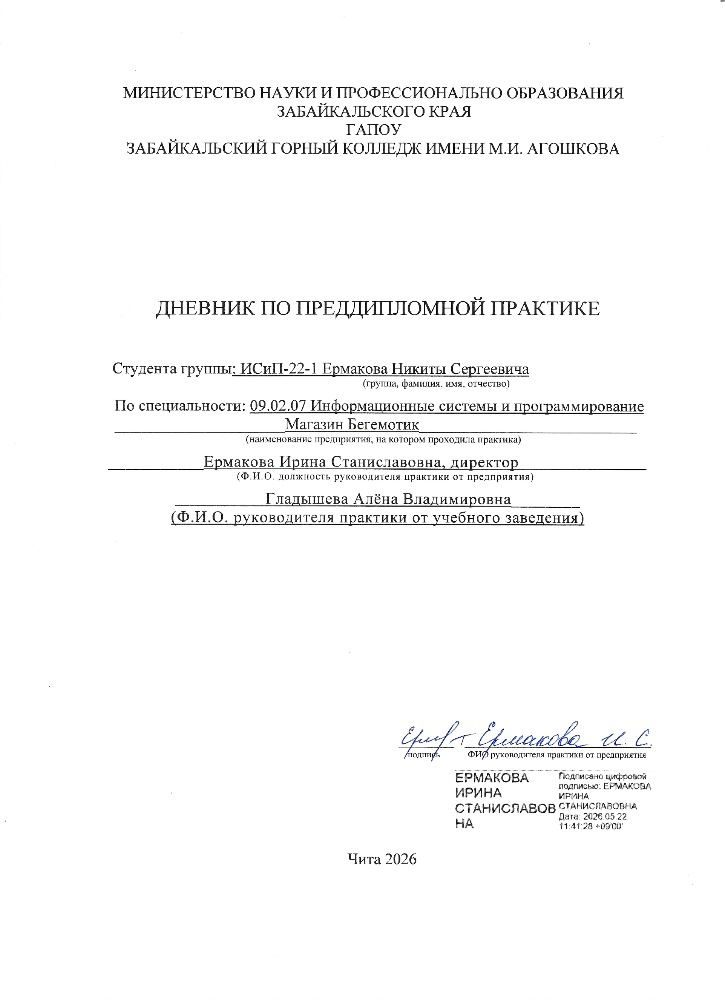 МИНИСТЕРСТВО НАУКИ И ПРОФЕССИОНАЛЬНО ОБРАЗОВАНИЯ
ЗАБАЙКАЛЬСКОГО КРАЯ
ГАПОУ
ЗАБАЙКАЛЬСКИЙ ГОРНЫЙ КОЛЛЕДЖ ИМЕНИ М.И. АГОШКОВА
ДНЕВНИК ПО ПРЕДДИПЛОМНОЙ ПРАКТИКЕ
Студента группы: ИСиП-22-1 Ермакова Никиты Сергеевича
(группа, фамилия, имя, отчество)
По специальности: 09.02.07 Информационные системы и программирование
Магазин Бегемотик
(наименование предприятия, на котором проходила практика)
Ермакова Ирина Станиславовна, директор
(Ф.И.О. должность руководителя практики от предприятия)
Гладышева Алёна Владимировна
(Ф.И.О. руководителя практики от учебного заведения)
/ Ермакова И. С.
подпись ФИО руководителя практики от предприятия
ЕРМАКОВА
ИРИНА
СТАНИСЛАВОВ
НА
Подписано цифровой
подписью: ЕРМАКОВА
ИРИНА
СТАНИСЛАВОВНА
Дата: 2026.05.22
11:41:28 +09'00'
Чита 2026